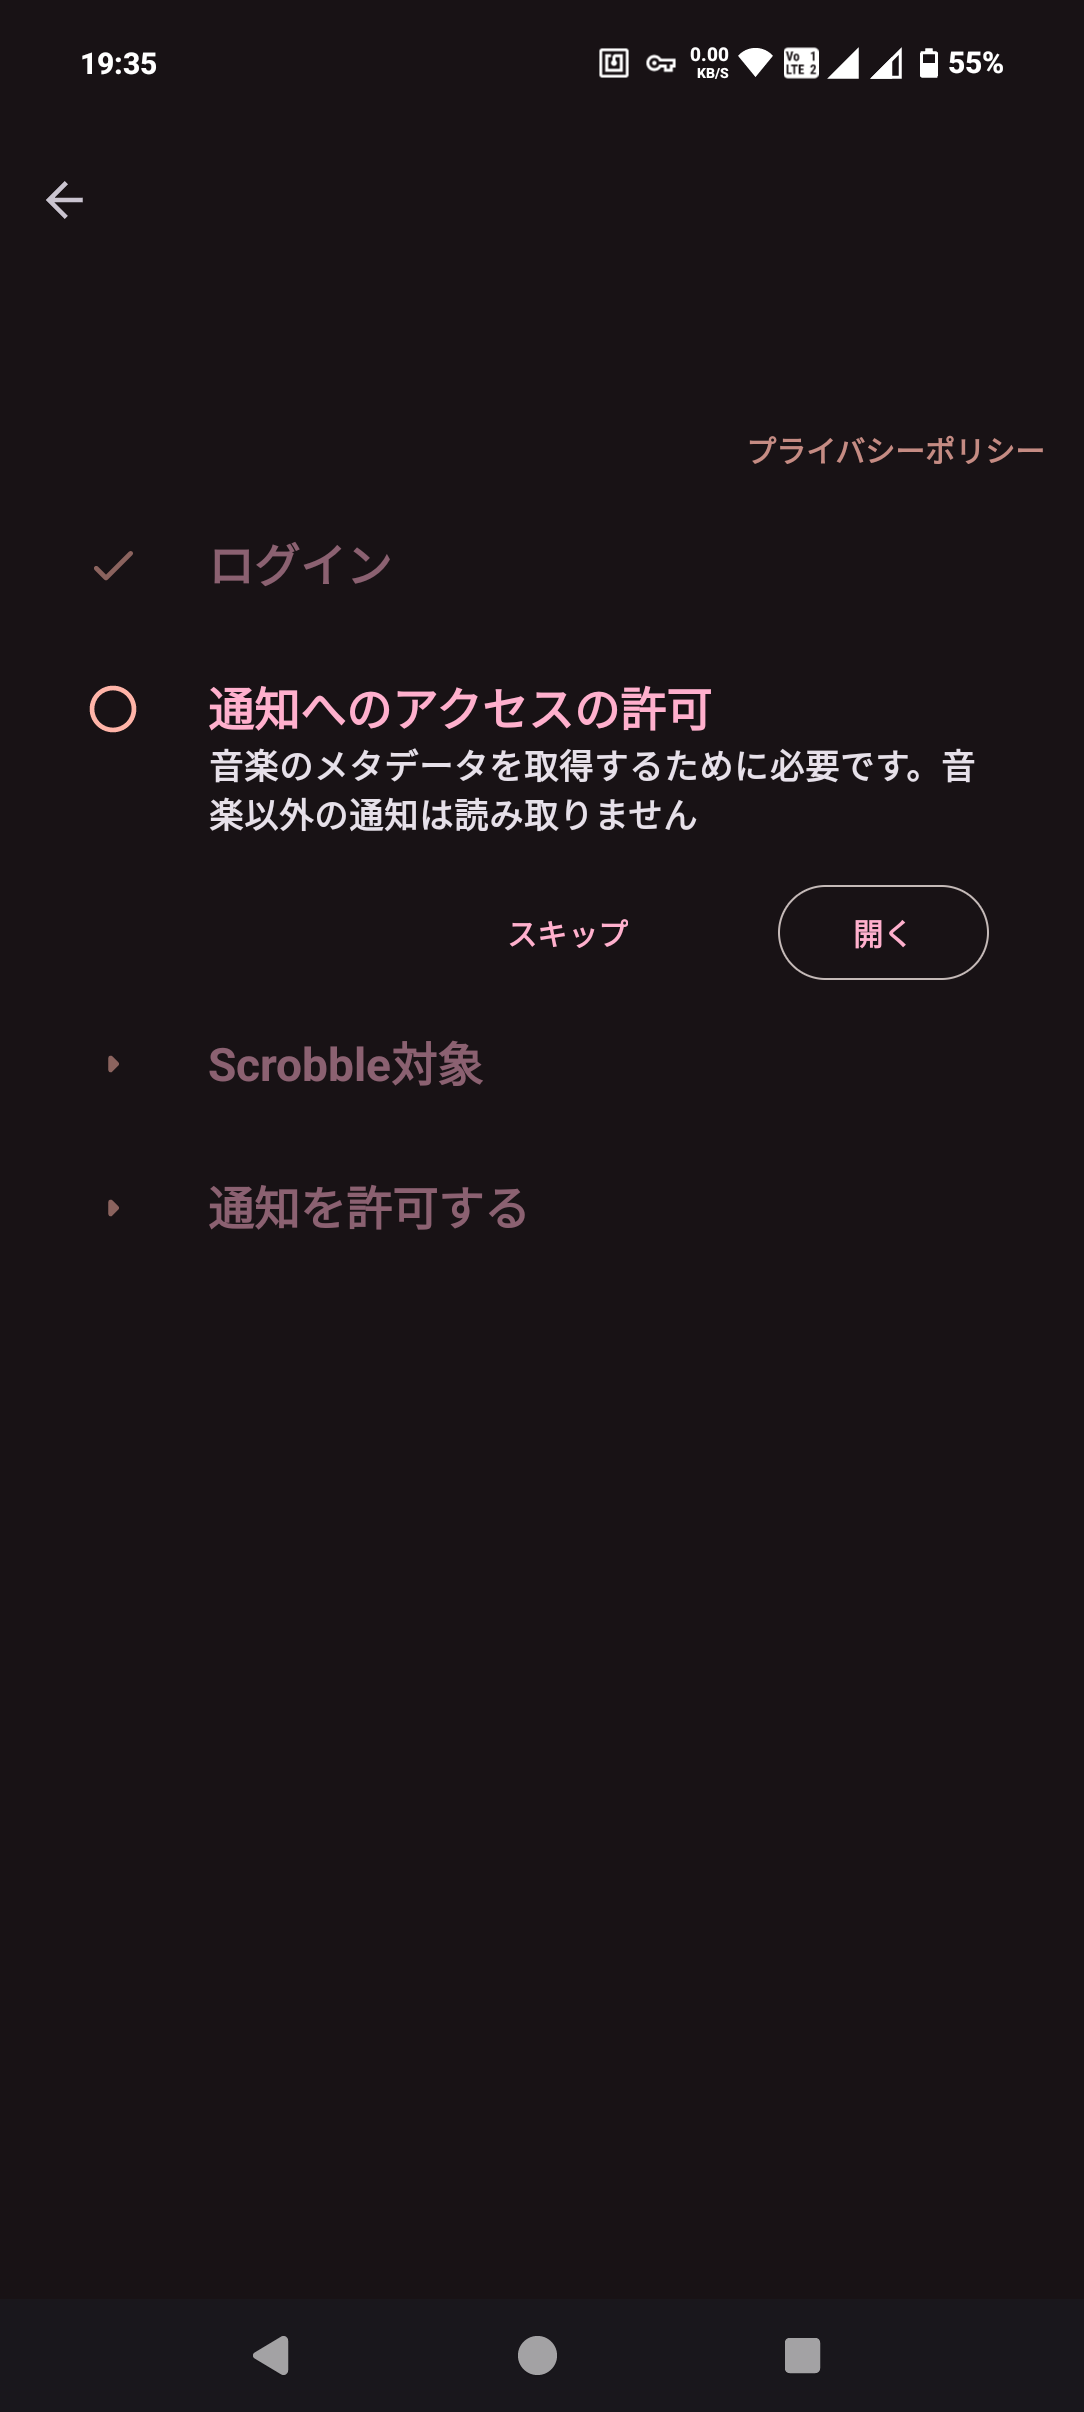 19:35
0.00
KB/S
Vo 1
LTE 2
55%
プライバシーポリシー
ログイン
通知へのアクセスの許可
音楽のメタデータを取得するために必要です。音
楽以外の通知は読み取りません
スキップ
開く
Scrobble対象
通知を許可する